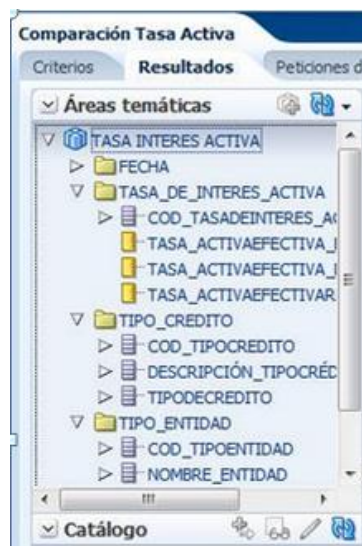 Comparación Tasa Activa
Criterios Resultados Peticiones d
Áreas temáticas
TASA INTERES ACTIVA
FECHA
TASA_DE_INTERES_ACTIVA
COD_TASADEINTERES_A
TASA_ACTIVAEFECTIVA_
TASA_ACTIVAEFECTIVA_
TASA_ACTIVAEFECTIVAR
TIPO_CREDITO
COD_TIPOCREDITO
DESCRIPCIÓN_TIPOCRÉD
TIPODECREDITO
TIPO_ENTIDAD
COD_TIPOENTIDAD
NOMBRE_ENTIDAD
Catálogo